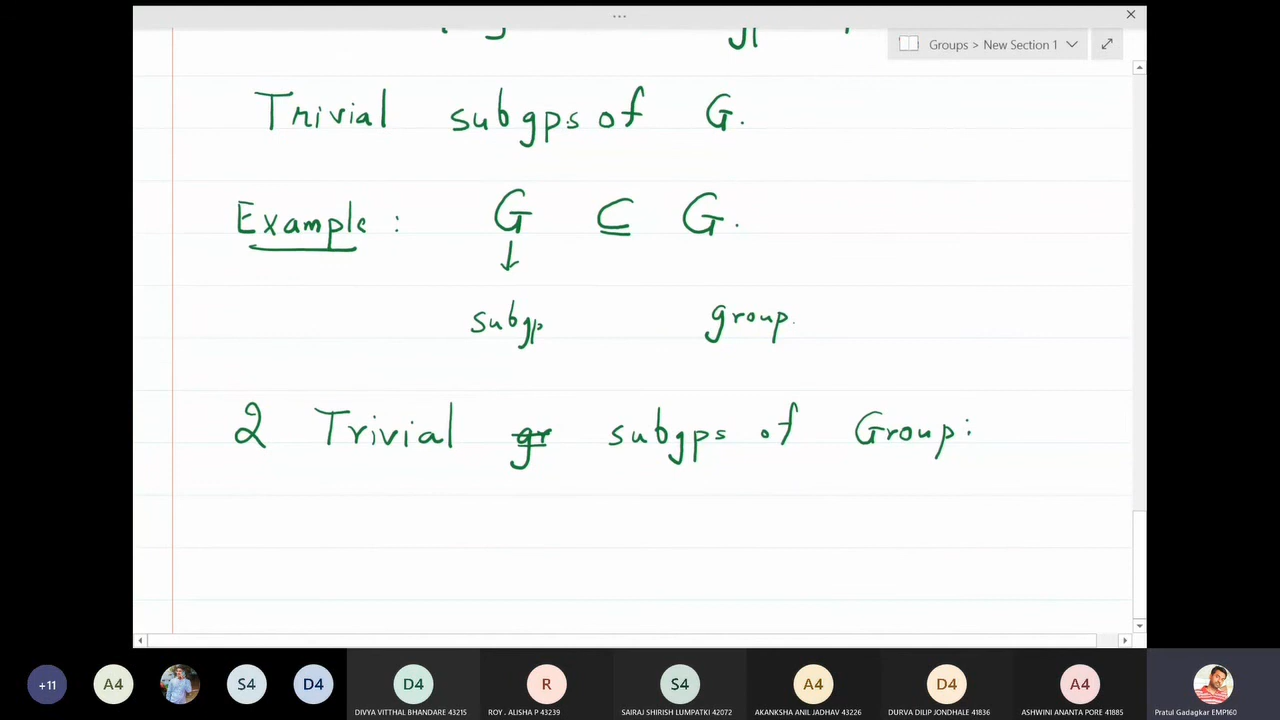 Groups > New Section 1
Trivial subgps of G.
Example : G ⊆ G.
↓
subgp group.
2 Trivial subgps of Group:
+11 A4 S4 D4 D4 R S4 A4 D4 A4
DIVYA VITTHAL BHANDARE 43215 ROY . ALISHA P 43239 SAIRAJ SHIRISH LUMPATKI 42072 AKANKSHA ANIL JADHAV 43226 DURVA DILIP JONDHALE 41836 ASHWINI ANANTA PORE 41885 Pratul Gadagkar EMP160